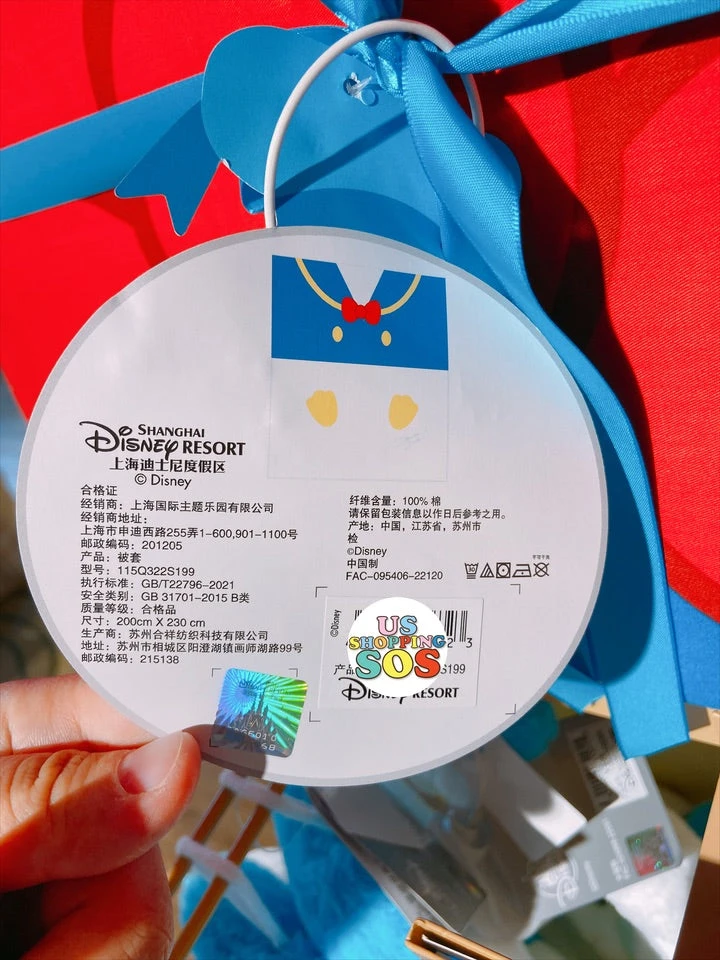 SHANGHAI
Disney RESORT
上海迪士尼度假区
© Disney
合格证
经销商：上海国际主题乐园有限公司
经销商地址：
上海市申迪西路255弄1-600,901-1100号
邮政编码：201205
产品：被套
型号：115Q322S199
执行标准：GB/T22796-2021
安全类别：GB 31701-2015 B类
质量等级：合格品
尺寸：200cm X 230 cm
生产商：苏州合祥纺织科技有限公司
地址：苏州市相城区阳澄湖镇画师湖路99号
邮政编码：215138
纤维含量：100% 棉
请保留包装信息以作日后参考之用。
产地：中国，江苏省，苏州市
检
©Disney
中国制
FAC-095406-22120
©Disney
US
SHOPPING
SOS
2 3
S199
Disney RESORT